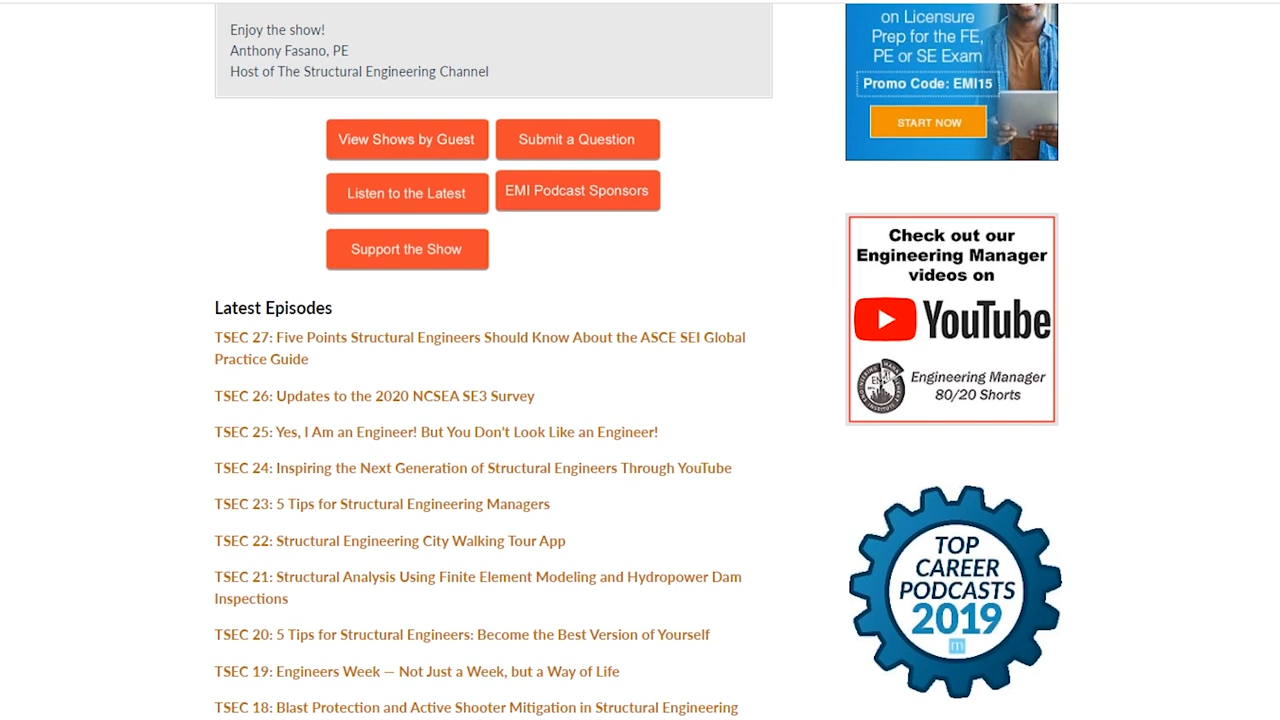 Enjoy the show!
Anthony Fasano, PE
Host of The Structural Engineering Channel
View Shows by Guest
Submit a Question
Listen to the Latest
EMI Podcast Sponsors
Support the Show
Latest Episodes
TSEC 27: Five Points Structural Engineers Should Know About the ASCE SEI Global
Practice Guide
TSEC 26: Updates to the 2020 NCSEA SE3 Survey
TSEC 25: Yes, I Am an Engineer! But You Don't Look Like an Engineer!
TSEC 24: Inspiring the Next Generation of Structural Engineers Through YouTube
TSEC 23: 5 Tips for Structural Engineering Managers
TSEC 22: Structural Engineering City Walking Tour App
TSEC 21: Structural Analysis Using Finite Element Modeling and Hydropower Dam
Inspections
TSEC 20: 5 Tips for Structural Engineers: Become the Best Version of Yourself
TSEC 19: Engineers Week — Not Just a Week, but a Way of Life
TSEC 18: Blast Protection and Active Shooter Mitigation in Structural Engineering
on Licensure
Prep for the FE,
PE or SE Exam
Promo Code: EMI15
START NOW
Check out our
Engineering Manager
videos on
YouTube
Engineering Manager
80/20 Shorts
TOP
CAREER
PODCASTS
2019
m